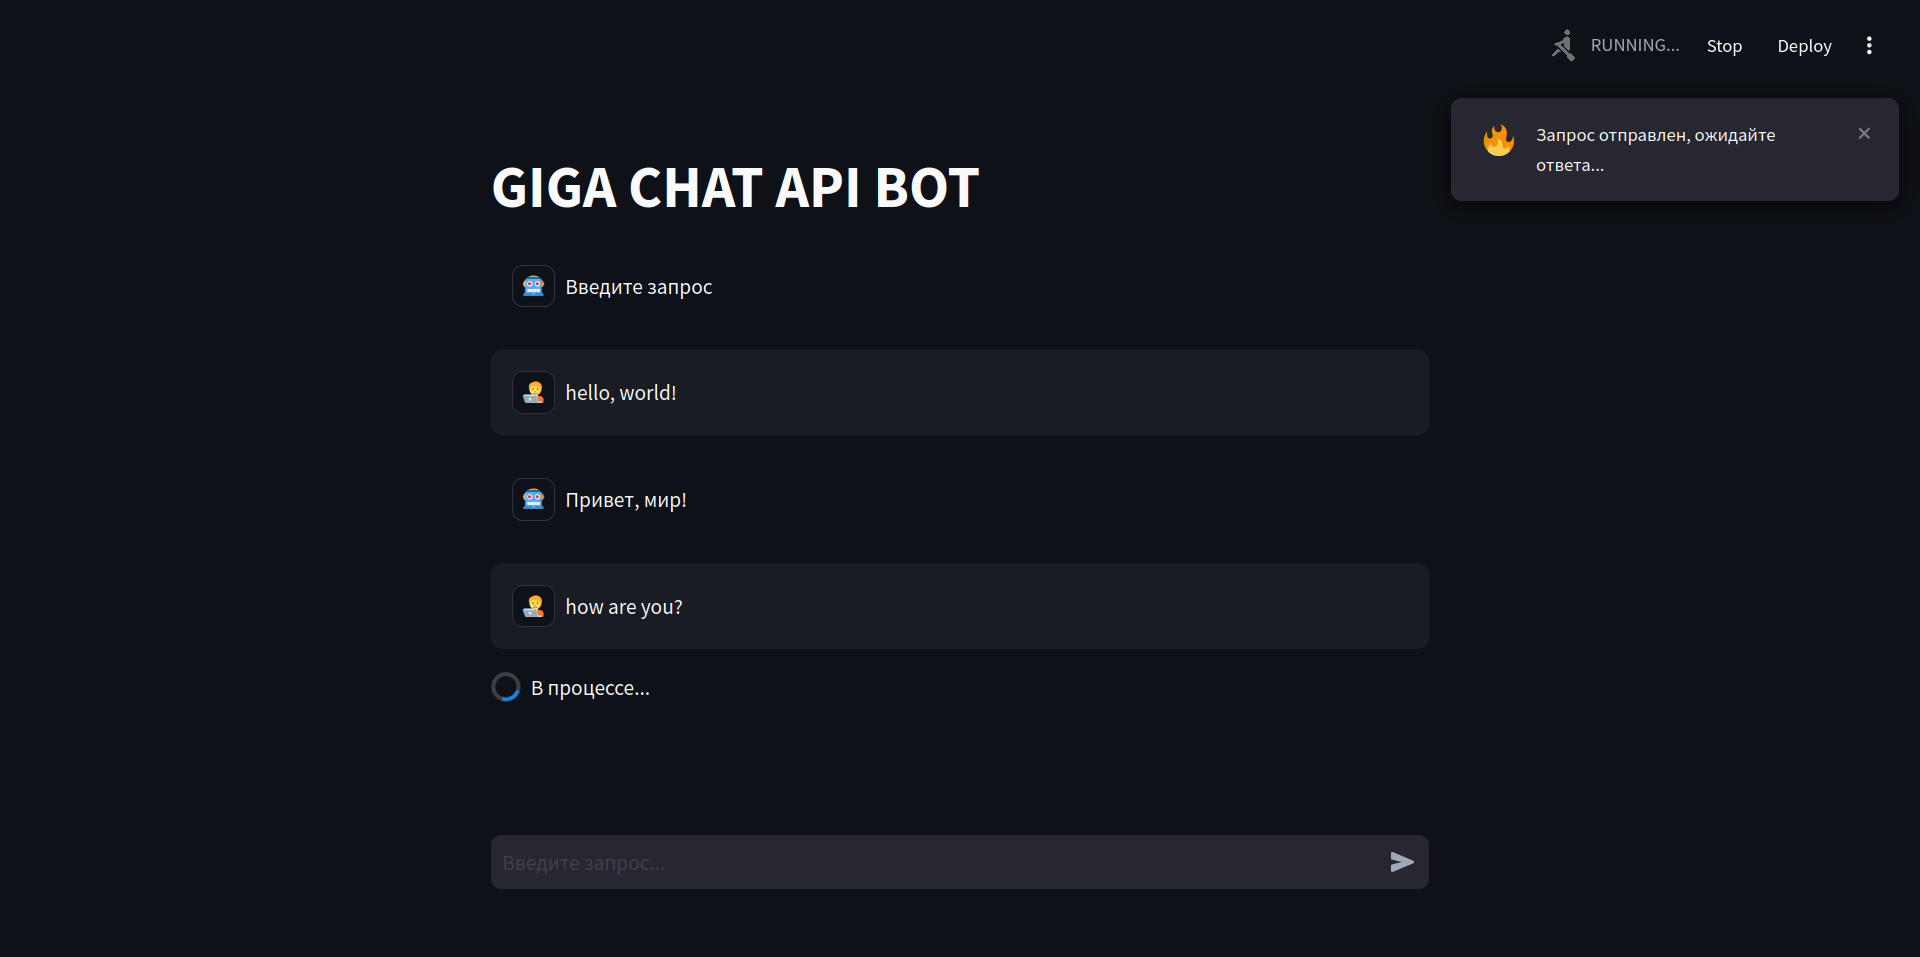 RUNNING...
Stop
Deploy
Запрос отправлен, ожидайте
ответа...
GIGA CHAT API BOT
Введите запрос
hello, world!
Привет, мир!
how are you?
В процессе...
Введите запрос...